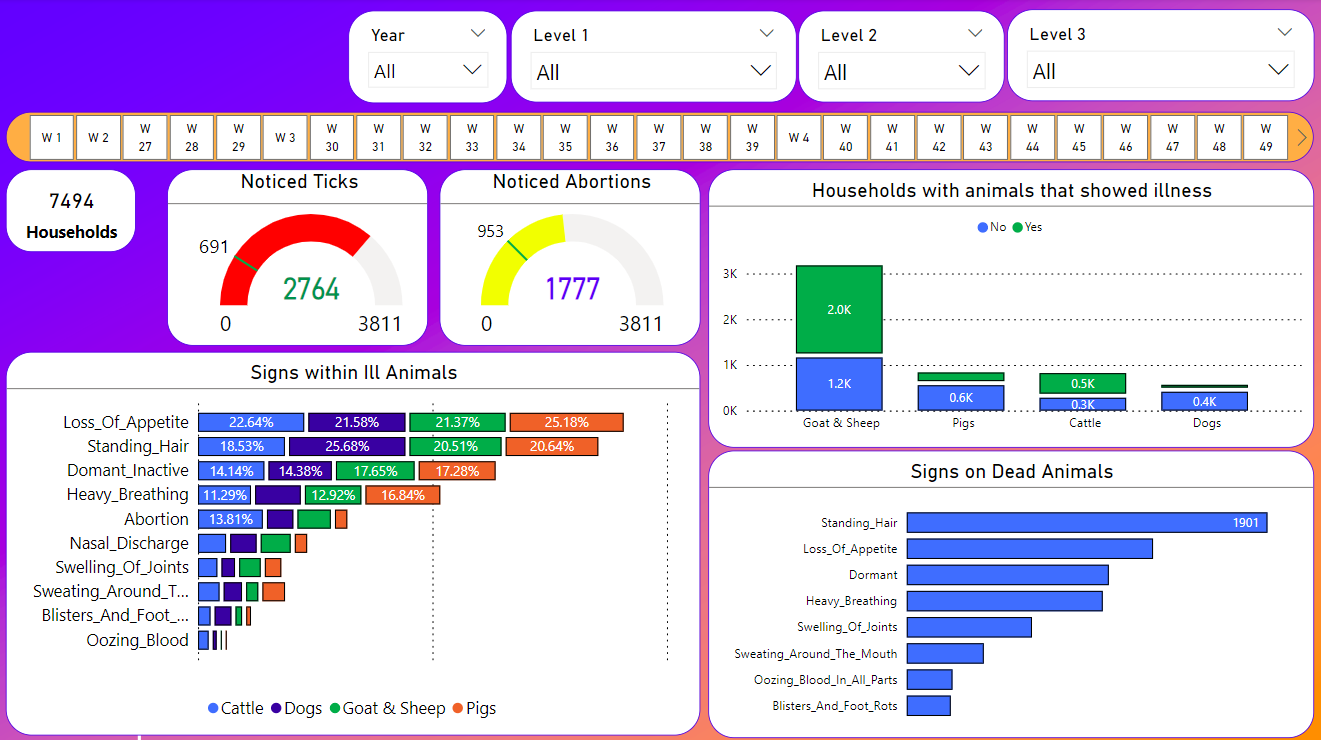 Year
All
Level 1
All
Level 2
All
Level 3
All
W 1 W 2 W 27 W 28 W 29 W 3 W 30 W 31 W 32 W 33 W 34 W 35 W 36 W 37 W 38 W 39 W 4 W 40 W 41 W 42 W 43 W 44 W 45 W 46 W 47 W 48 W 49
7494
Households
Noticed Ticks
691
2764
0 3811
Noticed Abortions
953
1777
0 3811
Households with animals that showed illness
No Yes
3K
2K
1K
0K
2.0K
1.2K
0.6K
0.5K
0.3K
0.4K
Goat & Sheep Pigs Cattle Dogs
Signs within Ill Animals
Loss_Of_Appetite 22.64% 21.58% 21.37% 25.18%
Standing_Hair 18.53% 25.68% 20.51% 20.64%
Domant_Inactive 14.14% 14.38% 17.65% 17.28%
Heavy_Breathing 11.29% 12.92% 16.84%
Abortion 13.81%
Nasal_Discharge
Swelling_Of_Joints
Sweating_Around_T...
Blisters_And_Foot_...
Oozing_Blood
Cattle Dogs Goat & Sheep Pigs
Signs on Dead Animals
Standing_Hair 1901
Loss_Of_Appetite
Dormant
Heavy_Breathing
Swelling_Of_Joints
Sweating_Around_The_Mouth
Oozing_Blood_In_All_Parts
Blisters_And_Foot_Rots